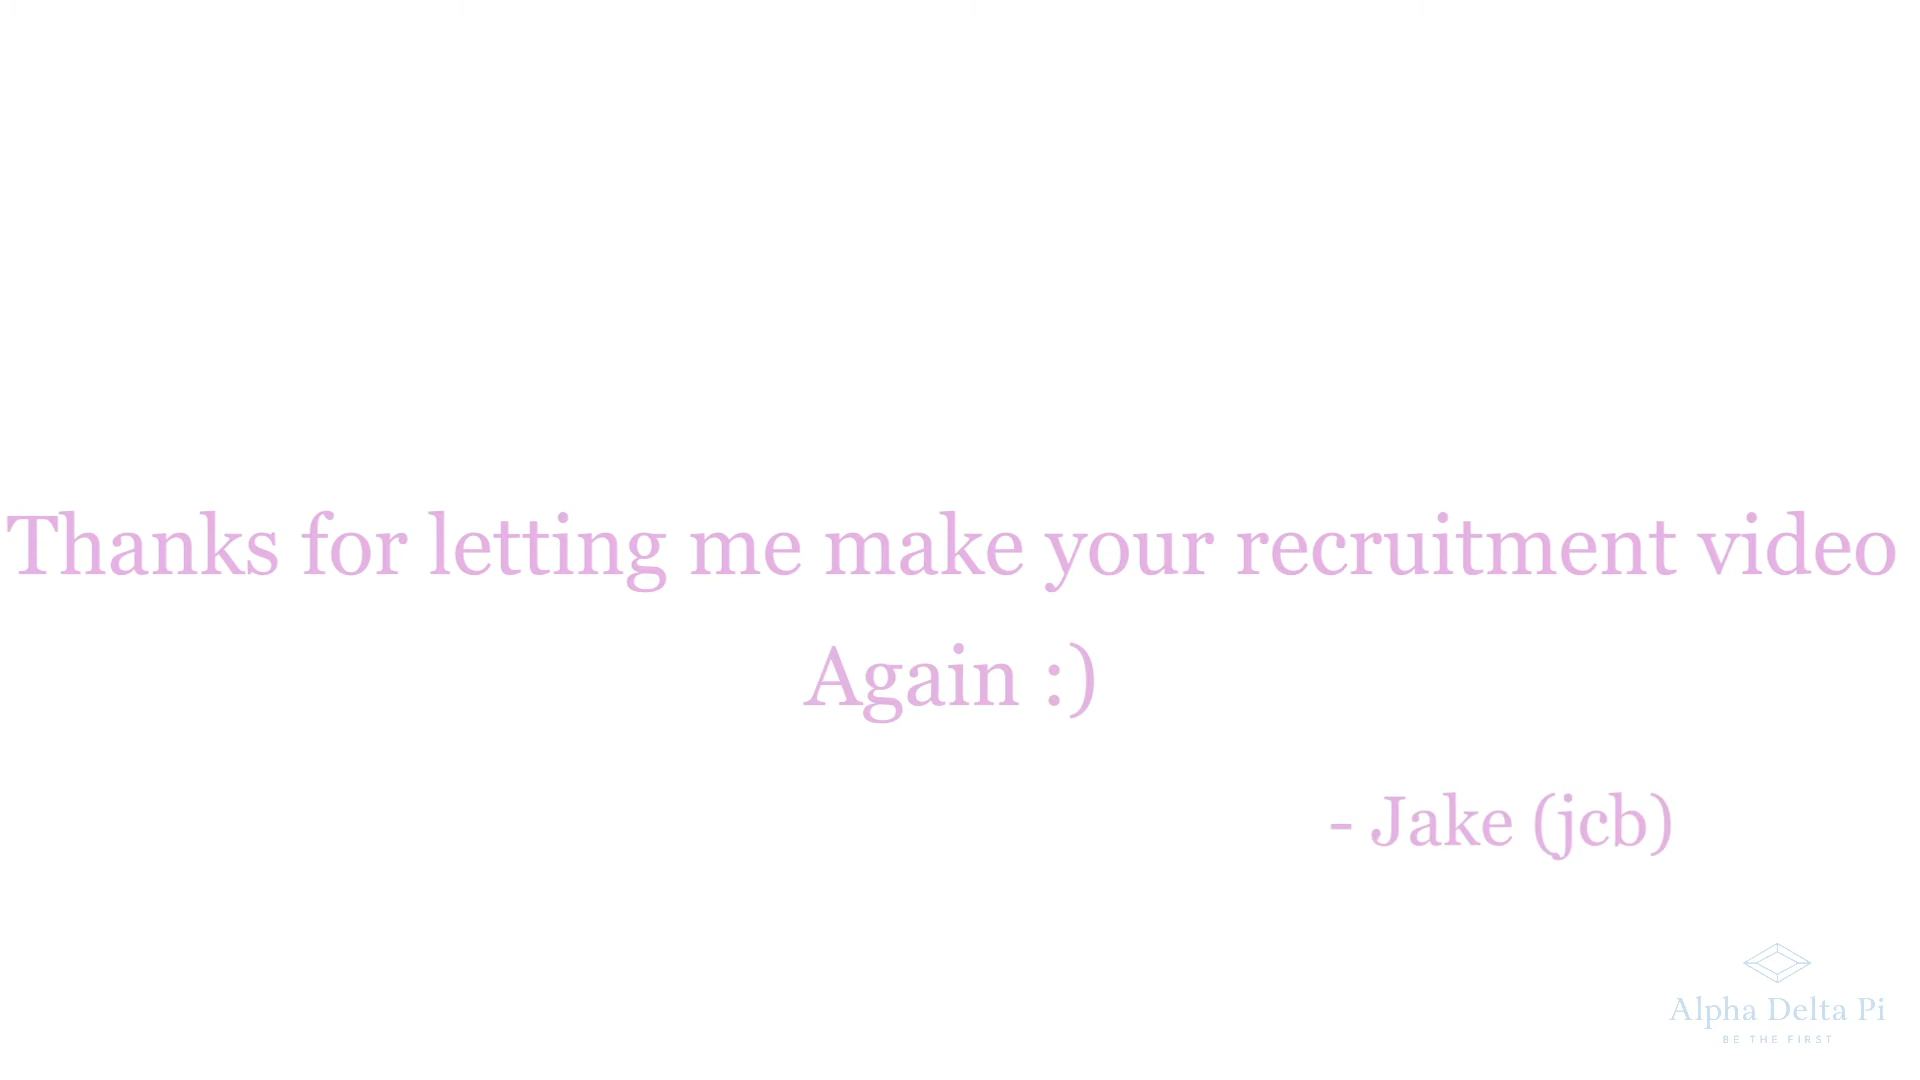 Thanks for letting me make your recruitment video
Again :)
- Jake (jcb)
Alpha Delta Pi
BE THE FIRST